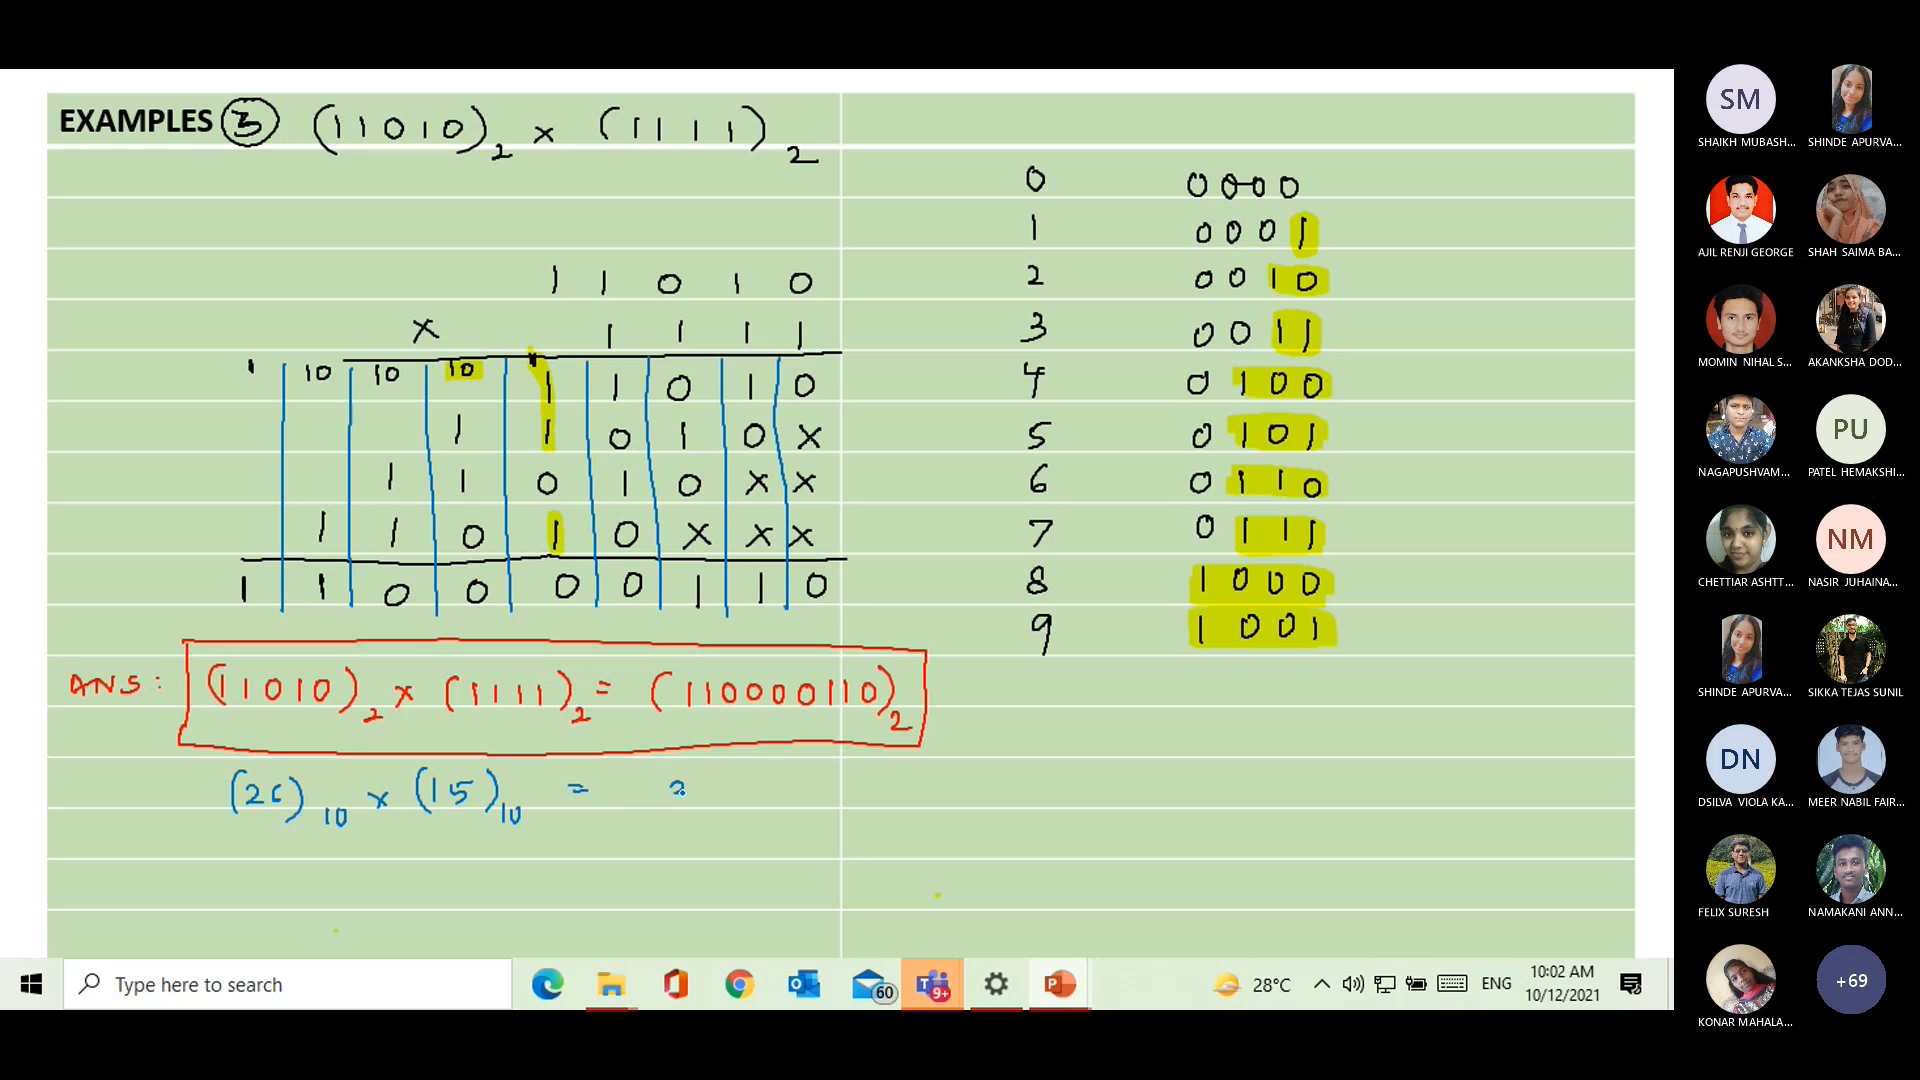 EXAMPLES 3 (11010)2 × (1111)2
1 1 0 1 0
× 1 1 1 1
1 10 10 10 1 1 0 1 0
1 1 0 1 0 ×
1 1 0 1 0 × ×
1 1 0 1 0 × × ×
1 1 0 0 0 0 1 1 0
ANS: (11010)2 × (1111)2 = (110000110)2
(26)10 × (15)10 =
0 0000
1 0001
2 0010
3 0011
4 0100
5 0101
6 0110
7 0111
8 1000
9 1001
SM
SHAIKH MUBASH... SHINDE APURVA...
AJIL RENJI GEORGE SHAH SAIMA BA...
MOMIN NIHAL S... AKANKSHA DOD...
PU
NAGAPUSHVAM... PATEL HEMAKSHI...
NM
CHETTIAR ASHTT... NASIR JUHAINA...
SHINDE APURVA... SIKKA TEJAS SUNIL
DN
DSILVA VIOLA KA... MEER NABIL FAIR...
FELIX SURESH NAMAKANI ANN...
+69
KONAR MAHALA...
Type here to search 60 9+ 28°C ENG 10:02 AM
10/12/2021